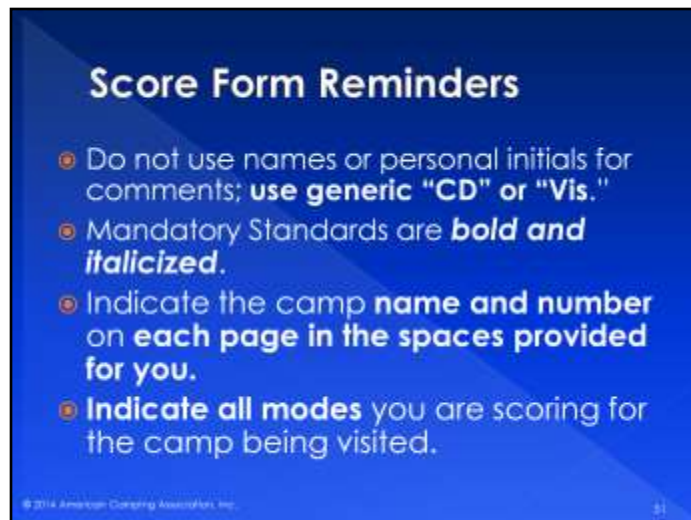 Score Form Reminders
Do not use names or personal initials for
comments; use generic "CD" or "Vis."
Mandatory Standards are bold and
italicized.
Indicate the camp name and number
on each page in the spaces provided
for you.
Indicate all modes you are scoring for
the camp being visited.
© 2014 American Camping Association, Inc.
51